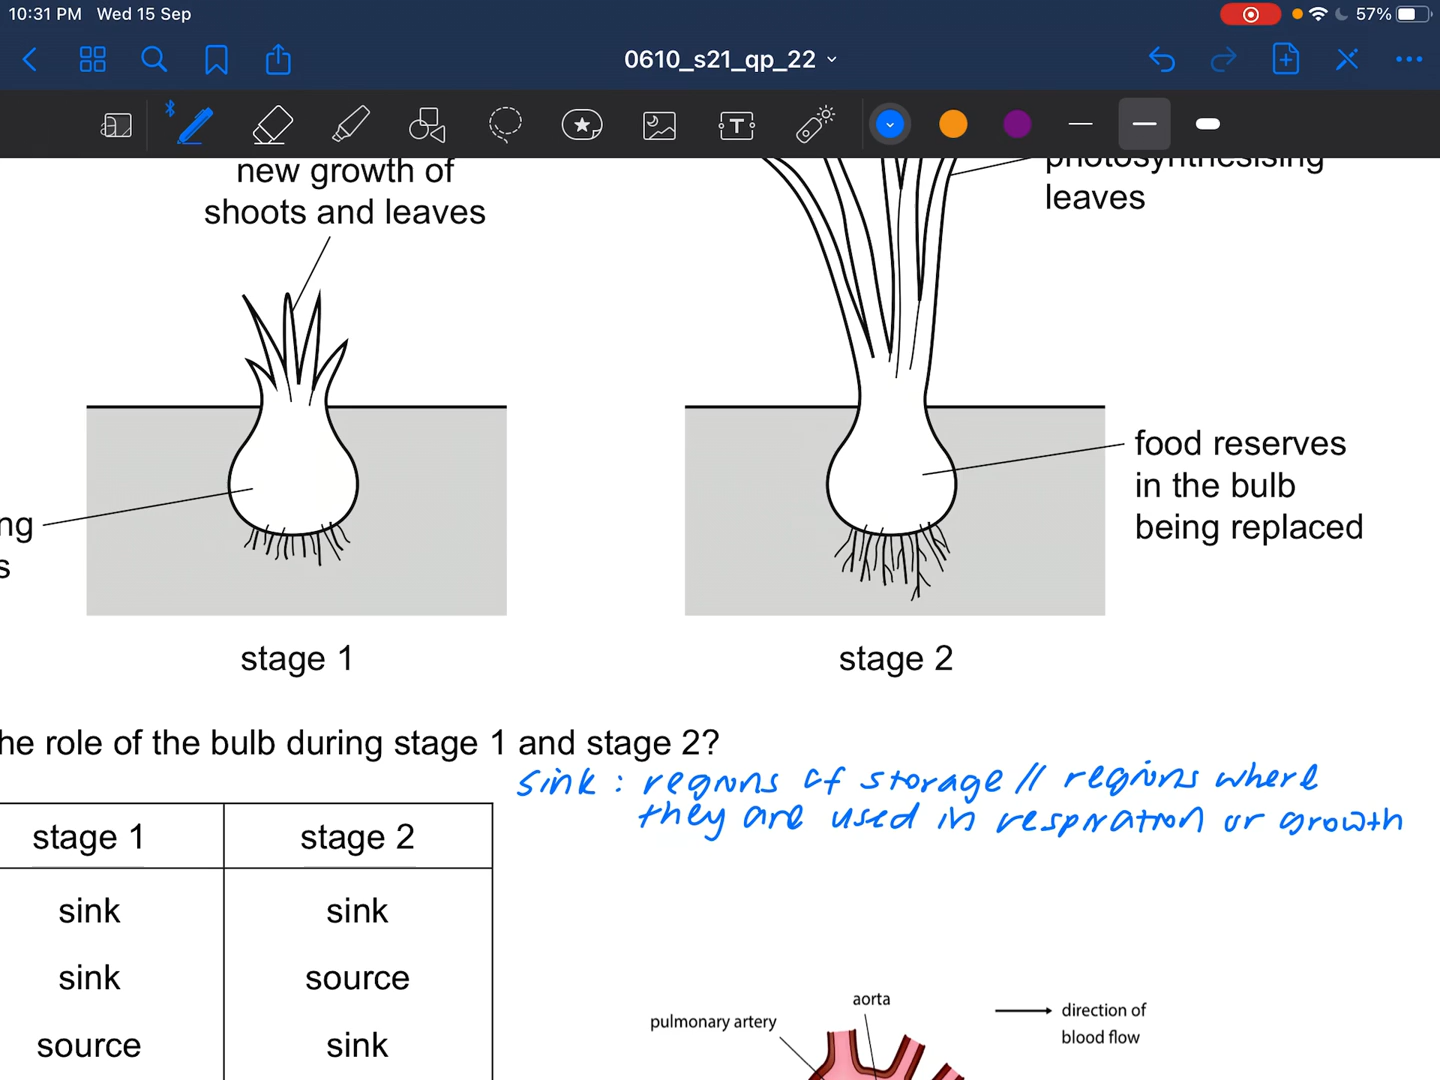 10:31 PM Wed 15 Sep
57%
0610_s21_qp_22
T
new growth of
shoots and leaves
photosynthesising
leaves
food reserves
in the bulb
being replaced
ng
s
stage 1
stage 2
he role of the bulb during stage 1 and stage 2?
sink : regions of storage // regions where
they are used in respiration or growth
stage 1 stage 2
sink sink
sink source
source sink
aorta
pulmonary artery
direction of
blood flow